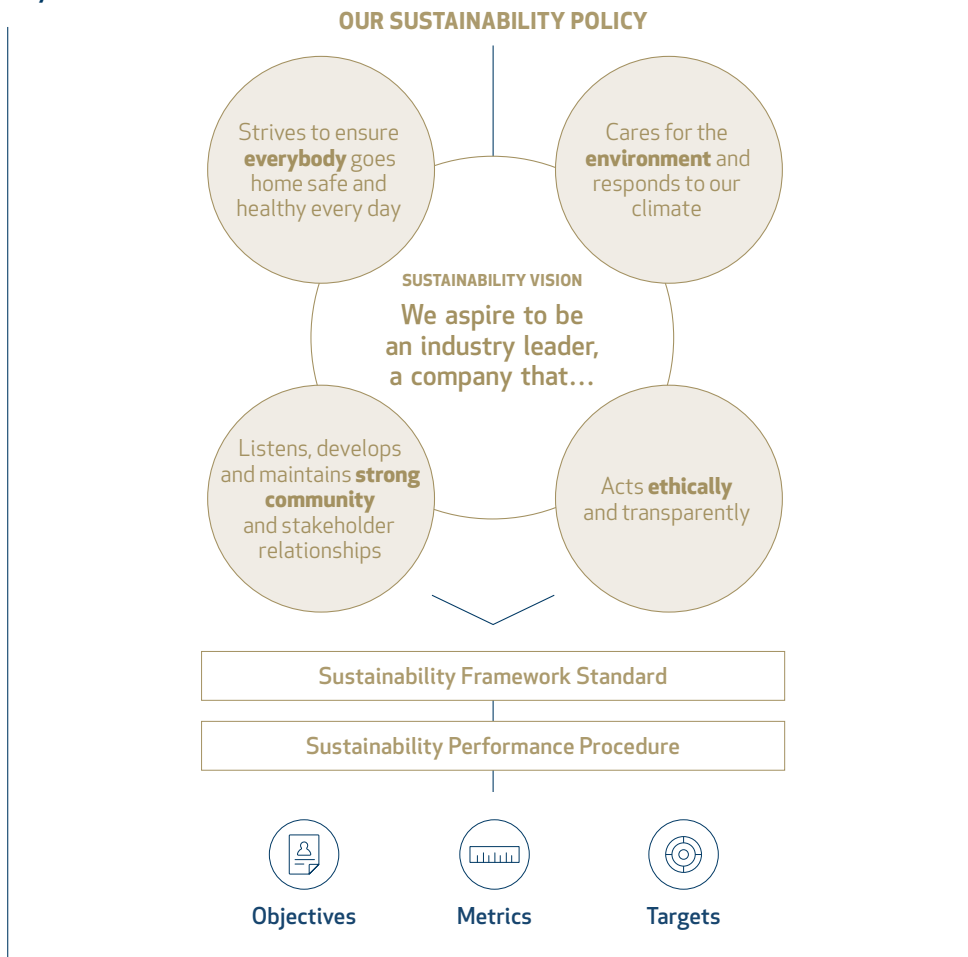 OUR SUSTAINABILITY POLICY
Strives to ensure
everybody goes
home safe and
healthy every day
Cares for the
environment and
responds to our
climate
SUSTAINABILITY VISION
We aspire to be
an industry leader,
a company that...
Listens, develops
and maintains strong
community
and stakeholder
relationships
Acts ethically
and transparently
Sustainability Framework Standard
Sustainability Performance Procedure
Objectives
Metrics
Targets